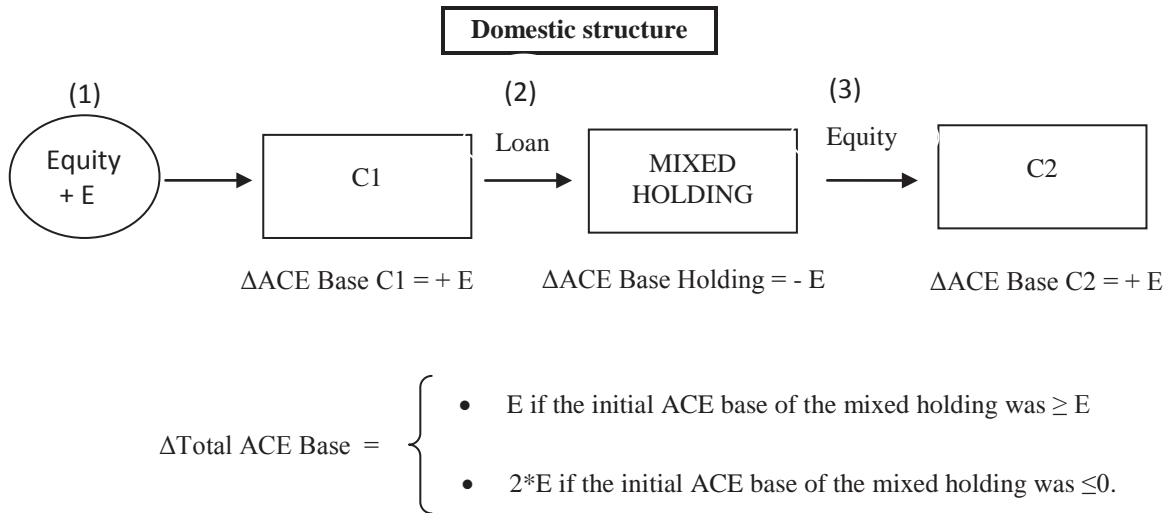 Domestic structure
(1)
(2)
(3)
Equity
+ E
C1
Loan
MIXED
HOLDING
Equity
C2
ΔACE Base C1 = + E
ΔACE Base Holding = - E
ΔACE Base C2 = + E
ΔTotal ACE Base =
• E if the initial ACE base of the mixed holding was ≥ E
• 2*E if the initial ACE base of the mixed holding was ≤0.